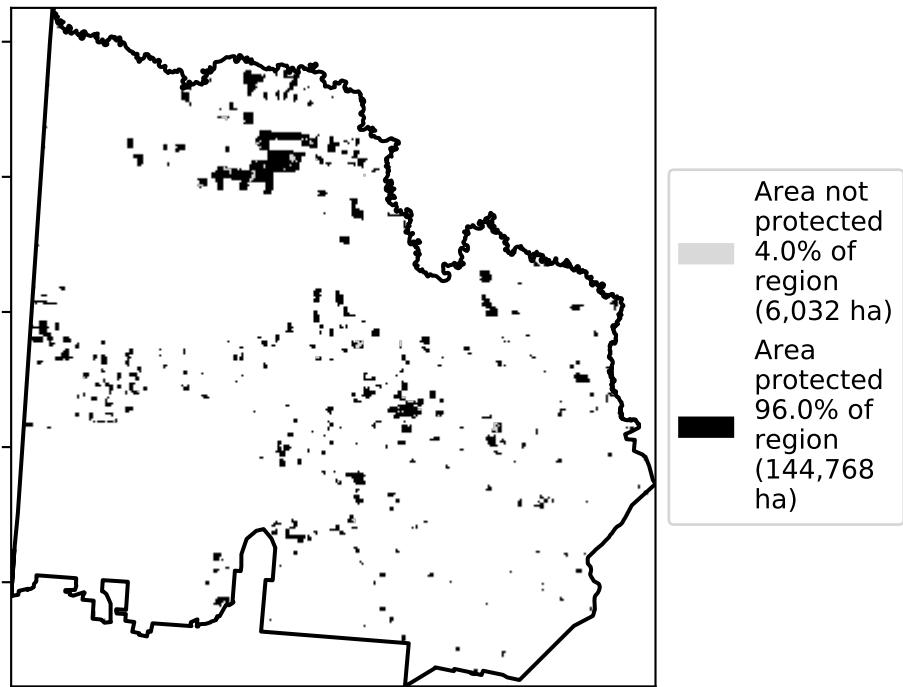 Area not
protected
4.0% of
region
(6,032 ha)
Area
protected
96.0% of
region
(144,768
ha)